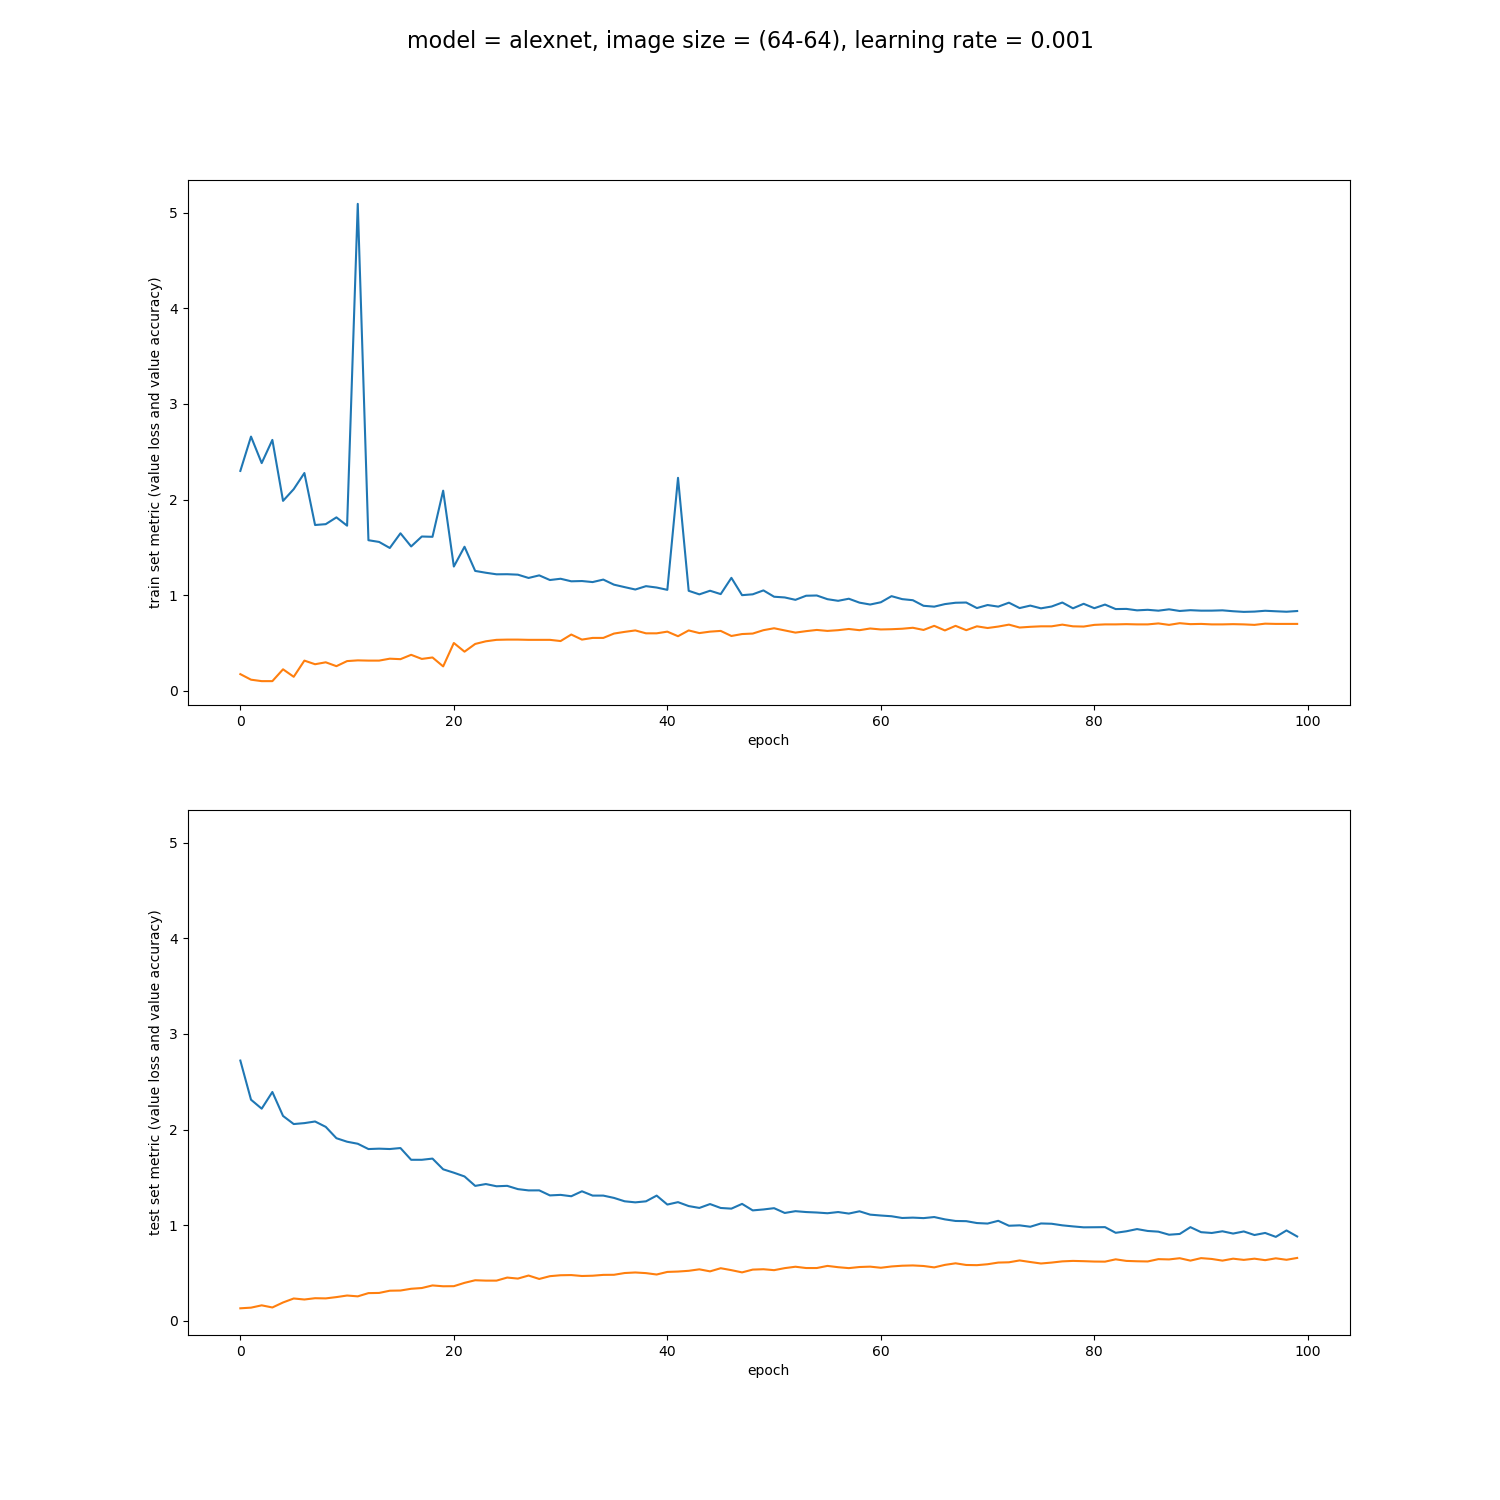 model = alexnet, image size = (64-64), learning rate = 0.001
train set metric (value loss and value accuracy)
5
4
3
2
1
0
0 20 40 60 80 100
epoch
test set metric (value loss and value accuracy)
5
4
3
2
1
0
0 20 40 60 80 100
epoch